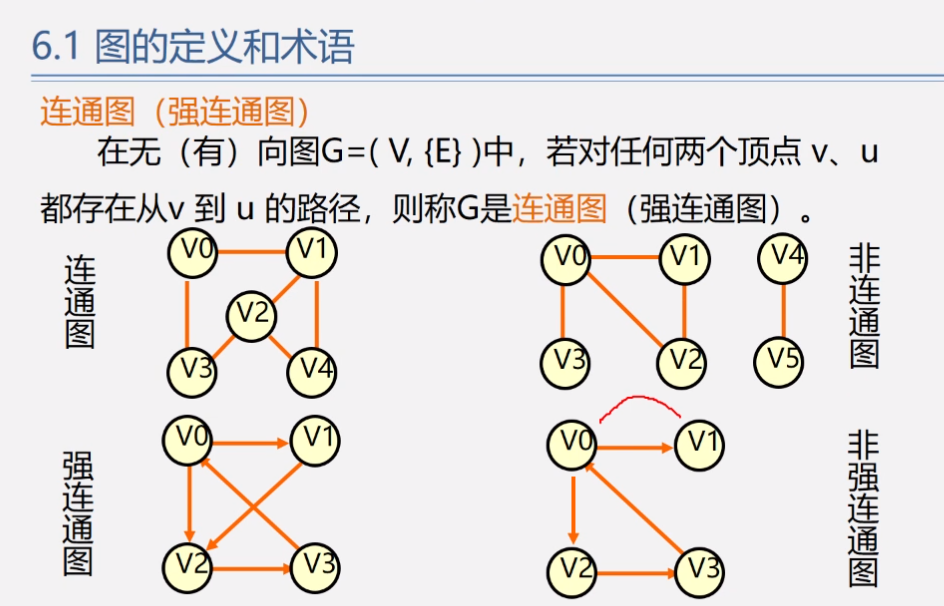 6.1 图的定义和术语
连通图（强连通图）
在无（有）向图G=( V, {E} )中，若对任何两个顶点 v、u
都存在从v 到 u 的路径，则称G是连通图（强连通图）。
连通图
V0
V1
V2
V3
V4
V0
V1
V4
V3
V2
V5
非连通图
强连通图
V0
V1
V2
V3
V0
V1
V2
V3
非强连通图